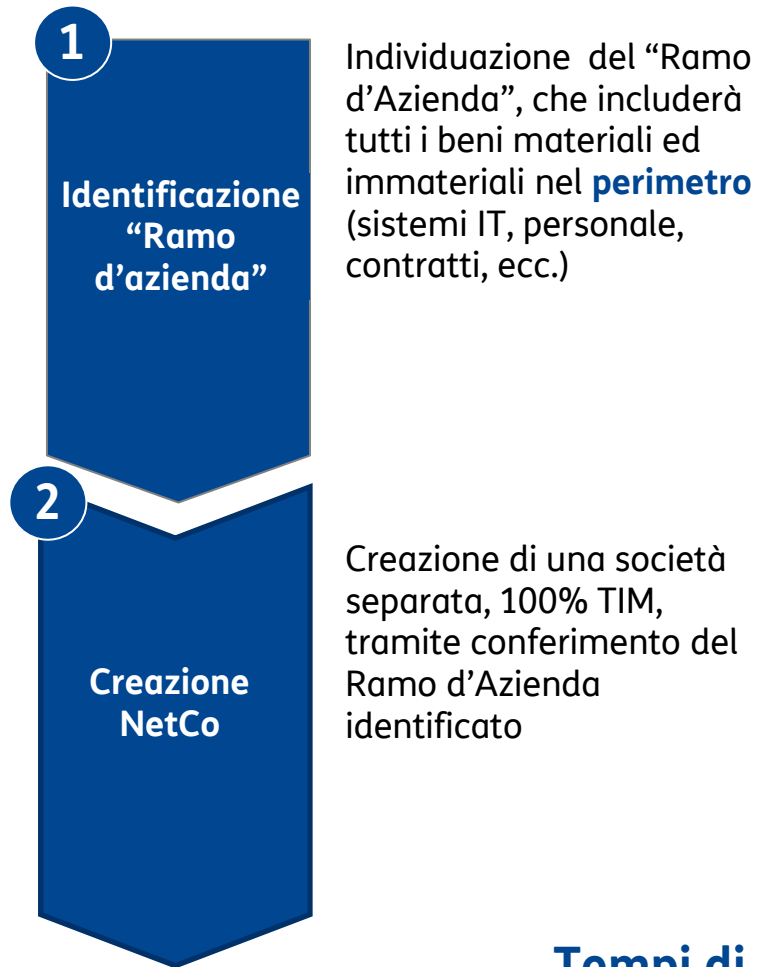 1
Identificazione
“Ramo
d’azienda”
Individuazione del “Ramo
d’Azienda”, che includerà
tutti i beni materiali ed
immateriali nel perimetro
(sistemi IT, personale,
contratti, ecc.)
2
Creazione
NetCo
Creazione di una società
separata, 100% TIM,
tramite conferimento del
Ramo d’Azienda
identificato
Tempi di